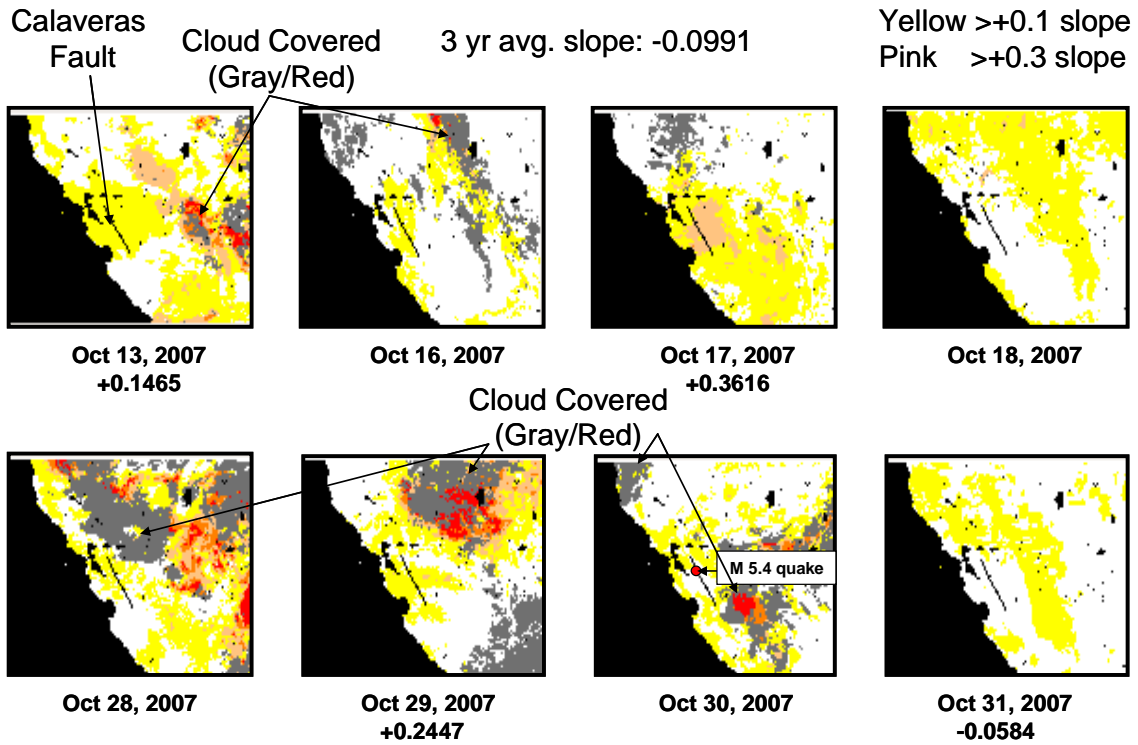 Calaveras
Fault
Cloud Covered
(Gray/Red)
3 yr avg. slope: -0.0991
Yellow >+0.1 slope
Pink >+0.3 slope
Oct 13, 2007
+0.1465
Oct 16, 2007
Oct 17, 2007
+0.3616
Oct 18, 2007
Cloud Covered
(Gray/Red)
M 5.4 quake
Oct 28, 2007
Oct 29, 2007
+0.2447
Oct 30, 2007
Oct 31, 2007
-0.0584